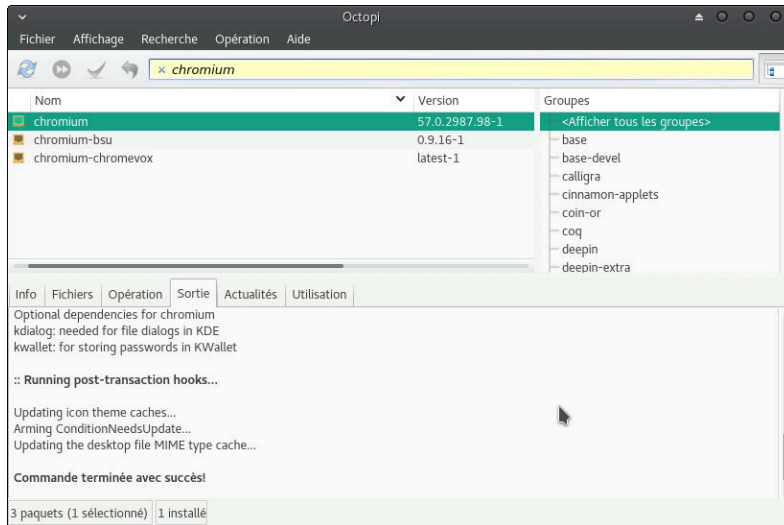 Octopi
Fichier Affichage Recherche Opération Aide
chromium
Nom Version
chromium 57.0.2987.98-1
chromium-bsu 0.9.16-1
chromium-chromevox latest-1
Groupes
<Afficher tous les groupes>
base
base-devel
calligra
cinnamon-applets
coin-or
coq
deepin
deepin-extra
Info Fichiers Opération Sortie Actualités Utilisation
Optional dependencies for chromium
kdialog: needed for file dialogs in KDE
kwallet: for storing passwords in KWallet
:: Running post-transaction hooks...
Updating icon theme caches...
Arming ConditionNeedsUpdate...
Updating the desktop file MIME type cache...
Commande terminée avec succès!
3 paquets (1 sélectionné) 1 installé